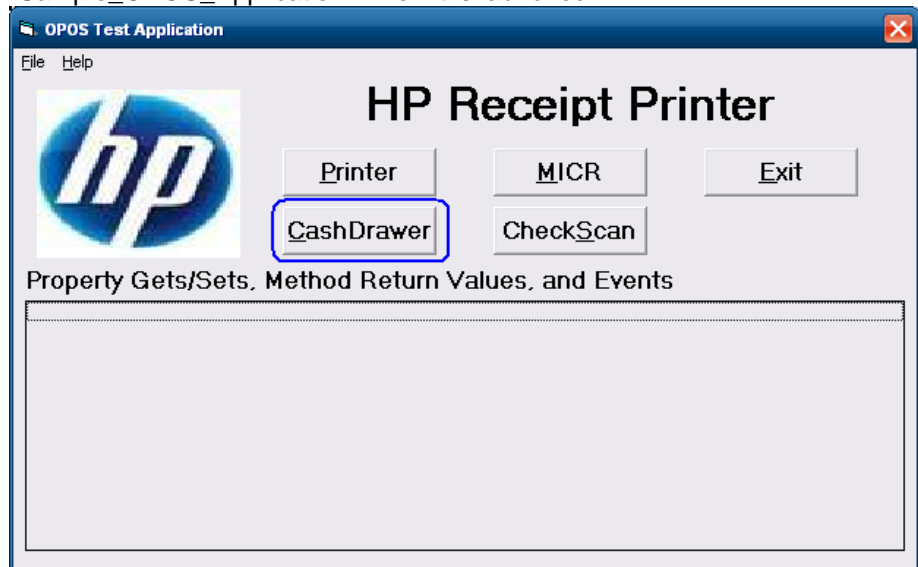 OPOS Test Application
File Help
hp
HP Receipt Printer
Printer MICR Exit
CashDrawer CheckScan
Property Gets/Sets, Method Return Values, and Events